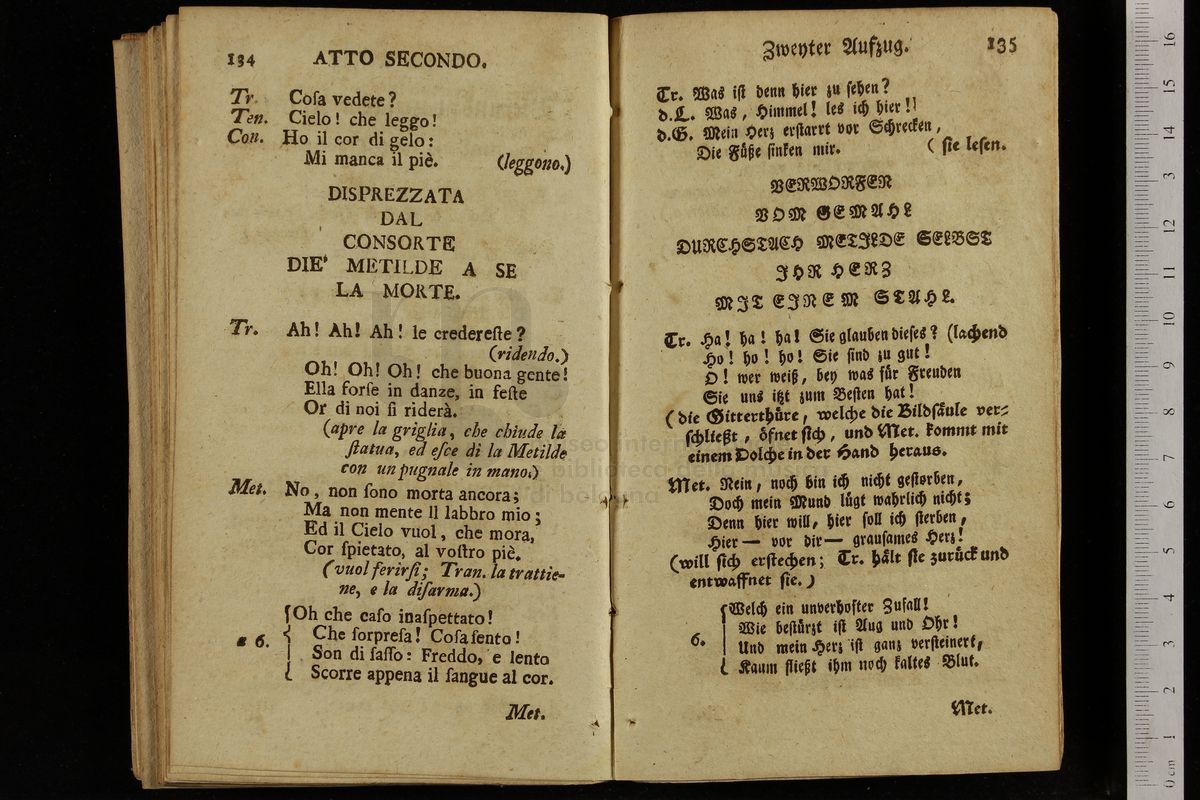 134 ATTO SECONDO.
Tr. Coſa vedete?
Ten. Cielo! che leggo!
Con. Ho il cor di gelo:
Mi manca il piè. (leggono.)
DISPREZZATA
DAL
CONSORTE
DIE' METILDE A SE
LA MORTE.
Tr. Ah! Ah! Ah! le credereſte?
(ridendo.)
Oh! Oh! Oh! che buona gente!
Ella forſe in danze, in feſte
Or di noi ſi riderà.
(apre la griglia, che chiude la
ſtatua, ed eſce di la Metilde
con un pugnale in mano.)
Met. No, non ſono morta ancora;
Ma non mente ll labbro mio;
Ed il Cielo vuol, che mora,
Cor ſpietato, al voſtro piè.
(vuol ferirſi; Tran. la trattie-
ne, e la diſarma.)
a 6. Oh che caſo inaſpettato!
Che ſorpreſa! Coſa ſento!
Son di ſaſſo: Freddo, e lento
Scorre appena il ſangue al cor.
Met.
Zweyter Aufzug. 135
Tr. Was iſt denn hier zu ſehen?
d.L. Was, Himmel! les ich hier!!
d.G. Mein Herz erſtarrt vor Schrecken,
Die Füße ſinken mir. (ſie leſen.
VERWORFEN
VOM GEMAHL
DURCHSTACH METILDE SELBST
IHR HERZ
MIT EINEM STAHL.
Tr. Ha! ha! ha! Sie glauben dieſes? (lachend
Ho! ho! ho! Sie ſind zu gut!
O! wer weiß, bey was für Freuden
Sie uns itzt zum Beſten hat!
(die Gitterthüre, welche die Bildſäule ver-
ſchließt, öfnet ſich, und Met. kommt mit
einem Dolche in der Hand heraus.
Met. Nein, noch bin ich nicht geſtorben,
Doch mein Mund lügt wahrlich nicht;
Denn hier will, hier ſoll ich ſterben,
Hier — vor dir — grauſames Herz!
(will ſich erſtechen; Tr. hält ſie zurück und
entwaffnet ſie.)
6. Welch ein unverhofter Zufall!
Wie beſtürzt iſt Aug und Ohr!
Und mein Herz iſt ganz verſteinert,
Kaum fließt ihm noch kaltes Blut.
Met.